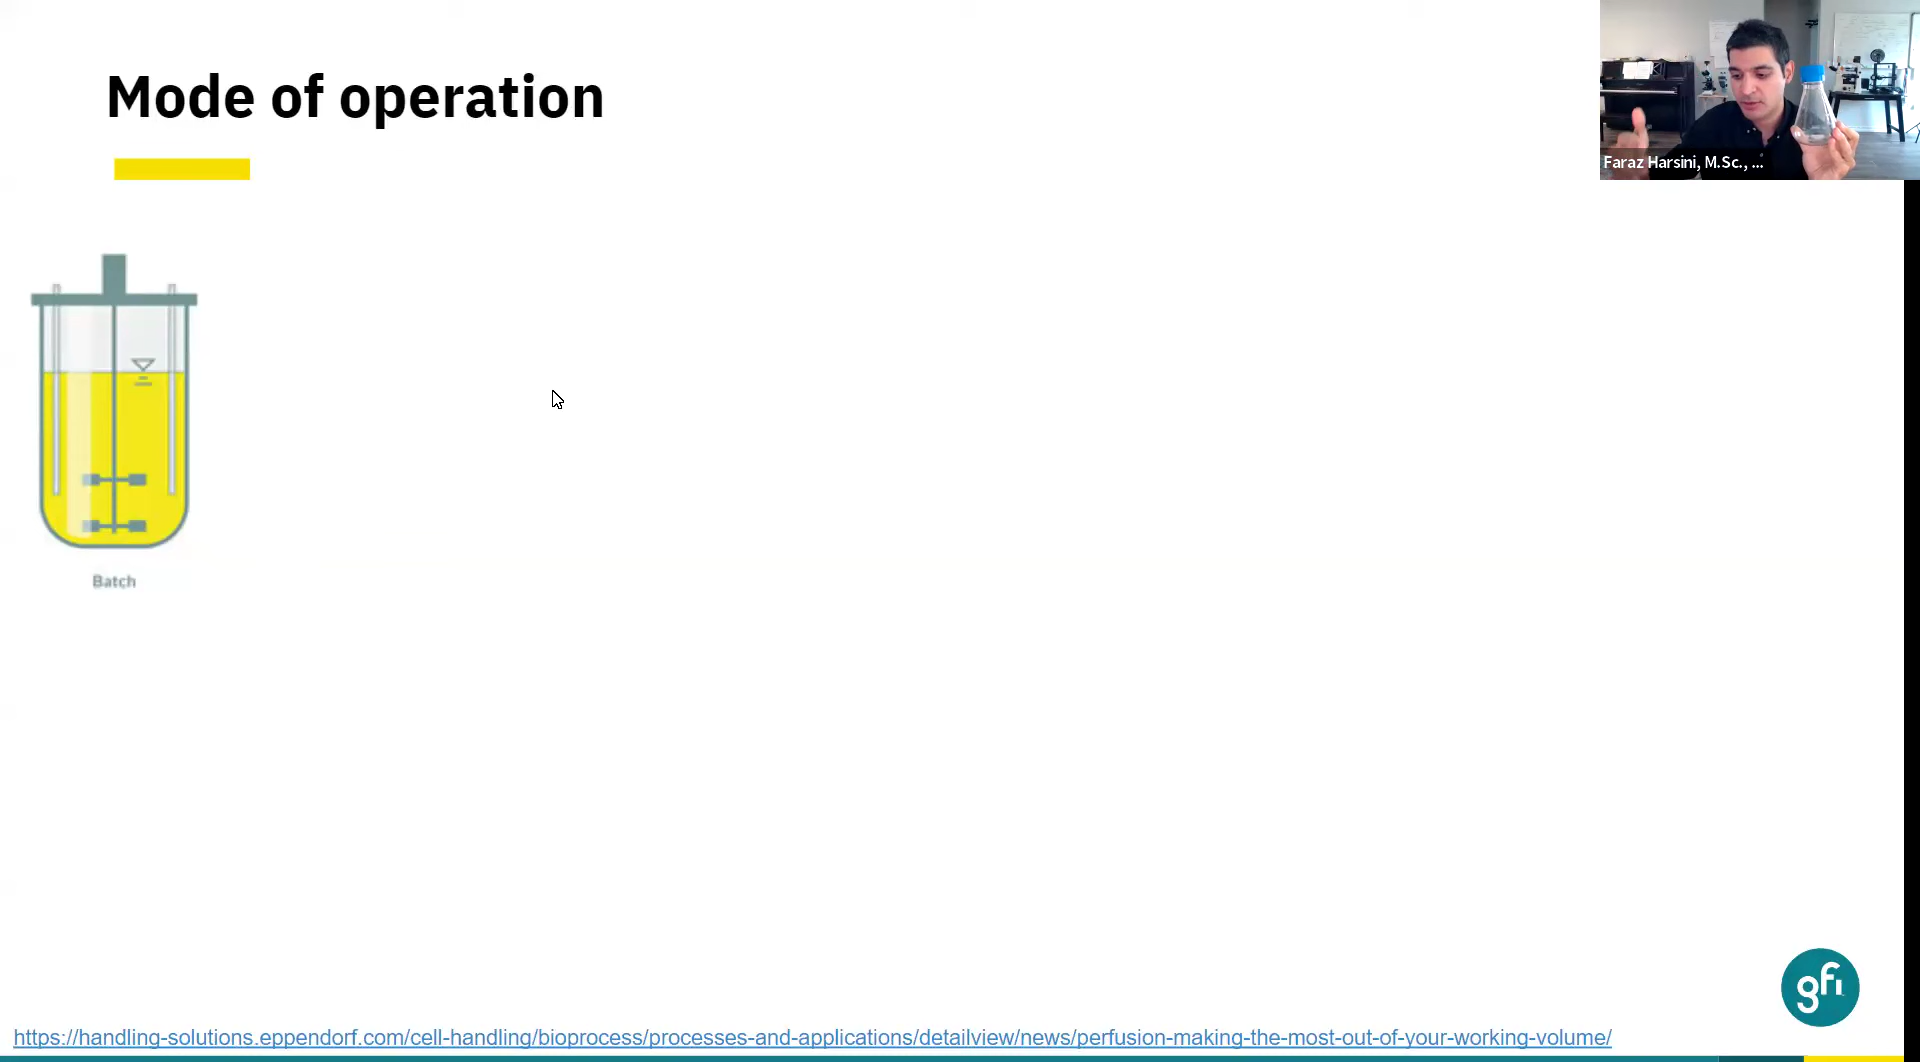 Mode of operation
Faraz Harsini, M.Sc., ...
Batch
gfi
https://handling-solutions.eppendorf.com/cell-handling/bioprocess/processes-and-applications/detailview/news/perfusion-making-the-most-out-of-your-working-volume/